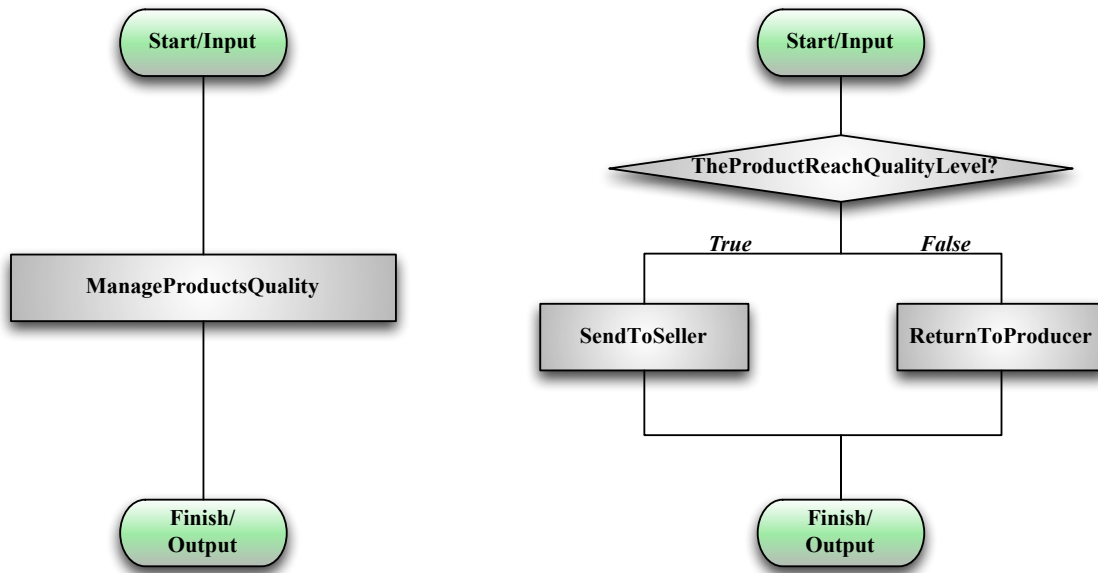 Start/Input
ManageProductsQuality
Finish/
Output
Start/Input
TheProductReachQualityLevel?
True
False
SendToSeller
ReturnToProducer
Finish/
Output